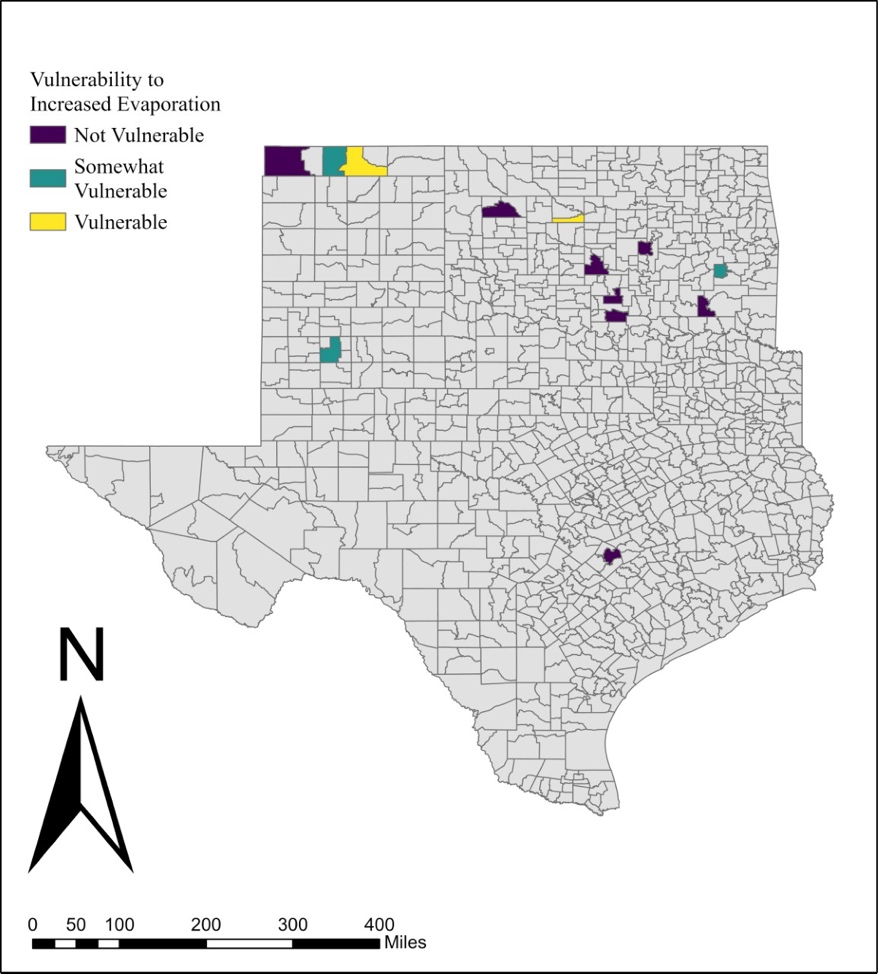 Vulnerability to
Increased Evaporation
Not Vulnerable
Somewhat
Vulnerable
Vulnerable
N
0 50 100 200 300 400
Miles